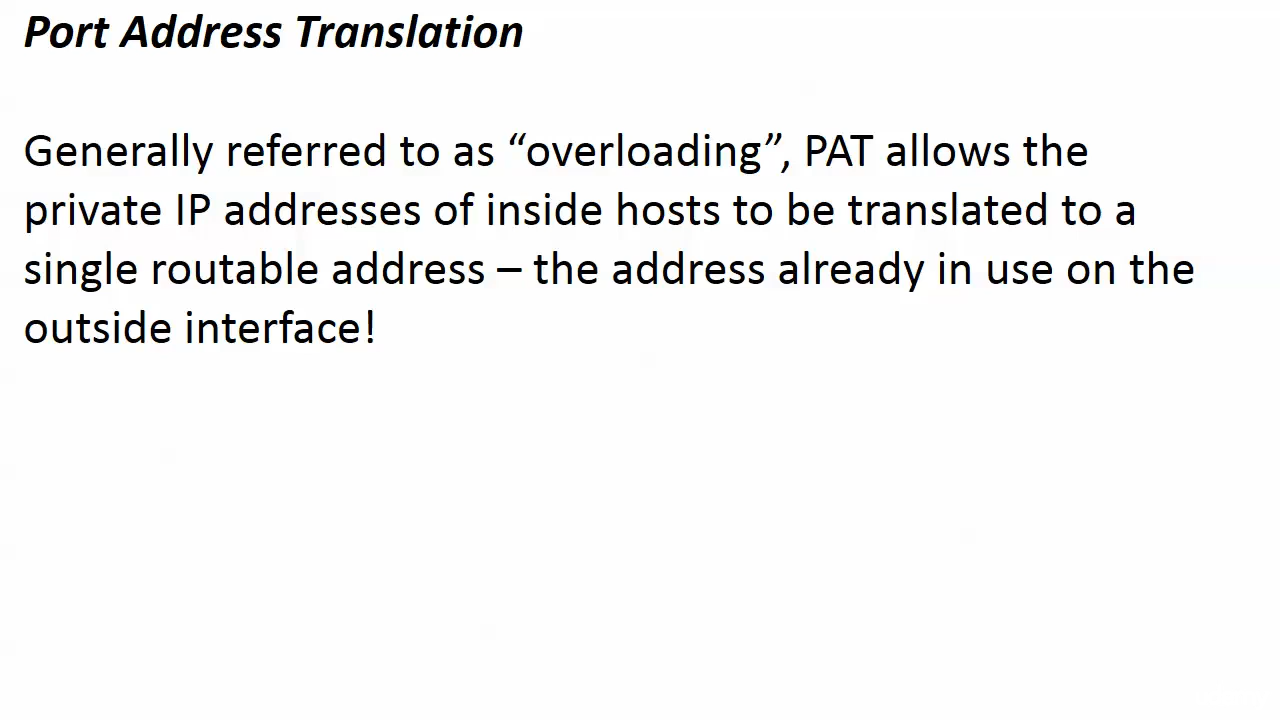 Port Address Translation
Generally referred to as “overloading”, PAT allows the
private IP addresses of inside hosts to be translated to a
single routable address – the address already in use on the
outside interface!